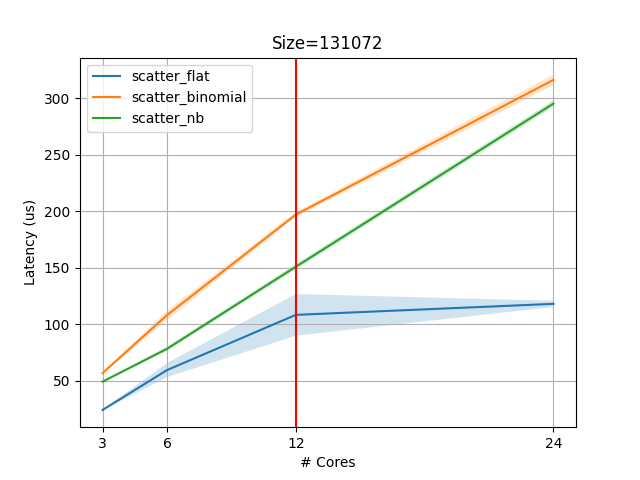 Size=131072
scatter_flat
scatter_binomial
scatter_nb
Latency (us)
300
250
200
150
100
50
3
6
12
24
# Cores